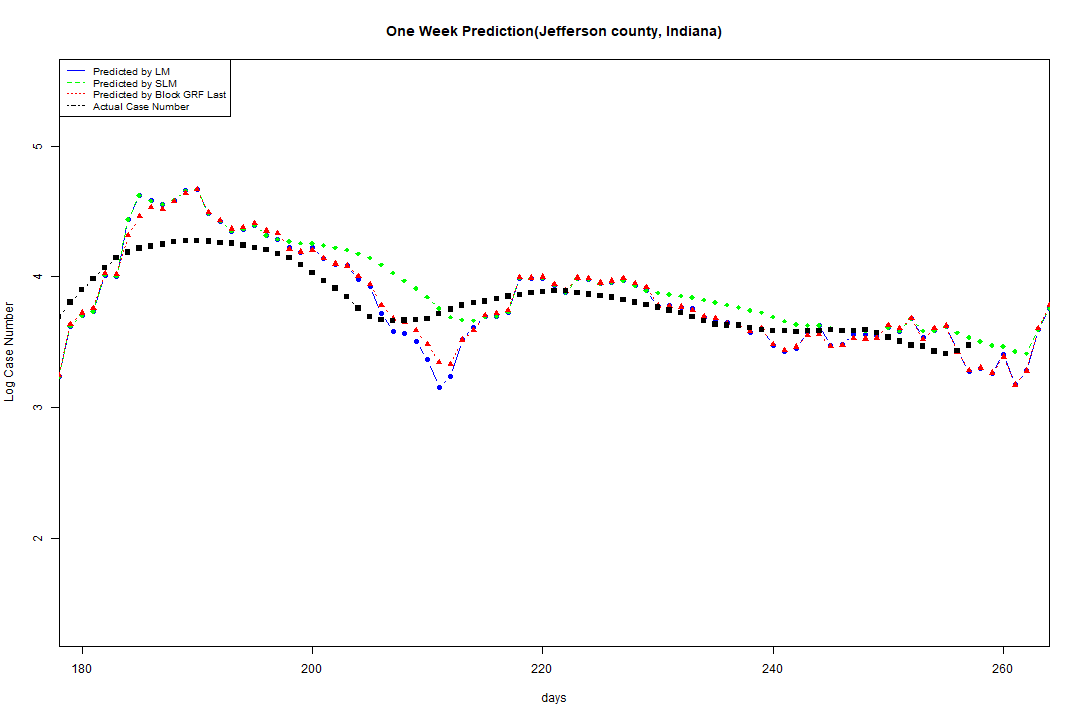 One Week Prediction(Jefferson county, Indiana)
Predicted by LM
Predicted by SLM
Predicted by Block GRF Last
Actual Case Number
5
4
3
2
Log Case Number
180
200
220
240
260
days